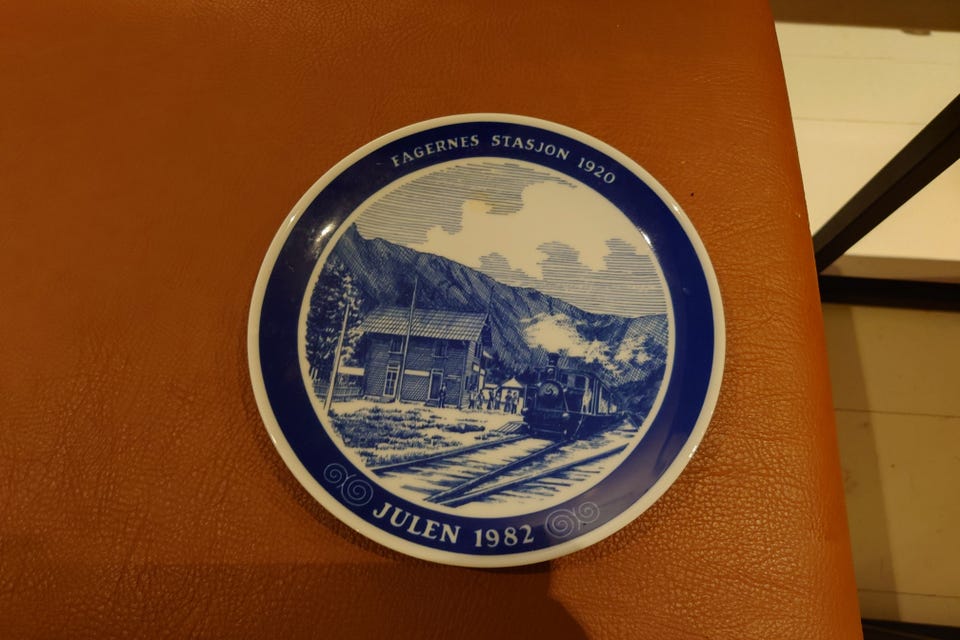 FAGERNES STASJON 1920
JULEN 1982